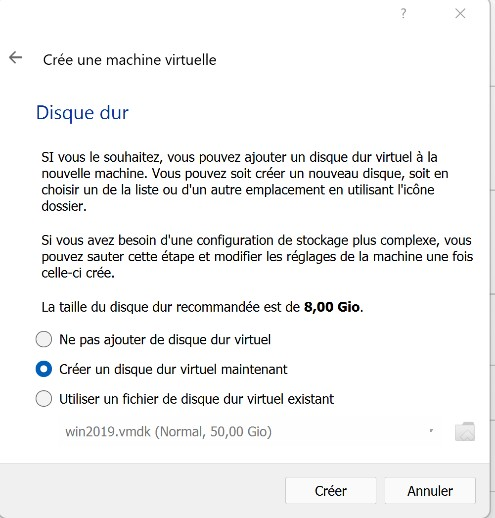 ?
Crée une machine virtuelle
Disque dur
SI vous le souhaitez, vous pouvez ajouter un disque dur virtuel à la
nouvelle machine. Vous pouvez soit créer un nouveau disque, soit en
choisir un de la liste ou d'un autre emplacement en utilisant l'icône
dossier.
Si vous avez besoin d'une configuration de stockage plus complexe, vous
pouvez sauter cette étape et modifier les réglages de la machine une fois
celle-ci crée.
La taille du disque dur recommandée est de 8,00 Gio.
Ne pas ajouter de disque dur virtuel
Créer un disque dur virtuel maintenant
Utiliser un fichier de disque dur virtuel existant
win2019.vmdk (Normal, 50,00 Gio)
Créer
Annuler